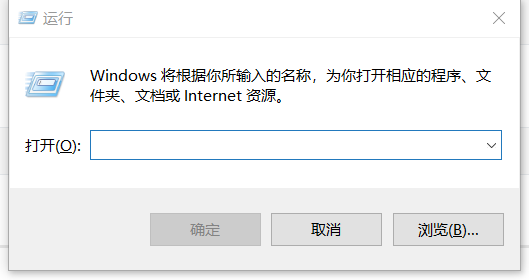 运行
Windows 将根据你所输入的名称，为你打开相应的程序、文
件夹、文档或 Internet 资源。
打开(O):
确定 取消 浏览(B)...